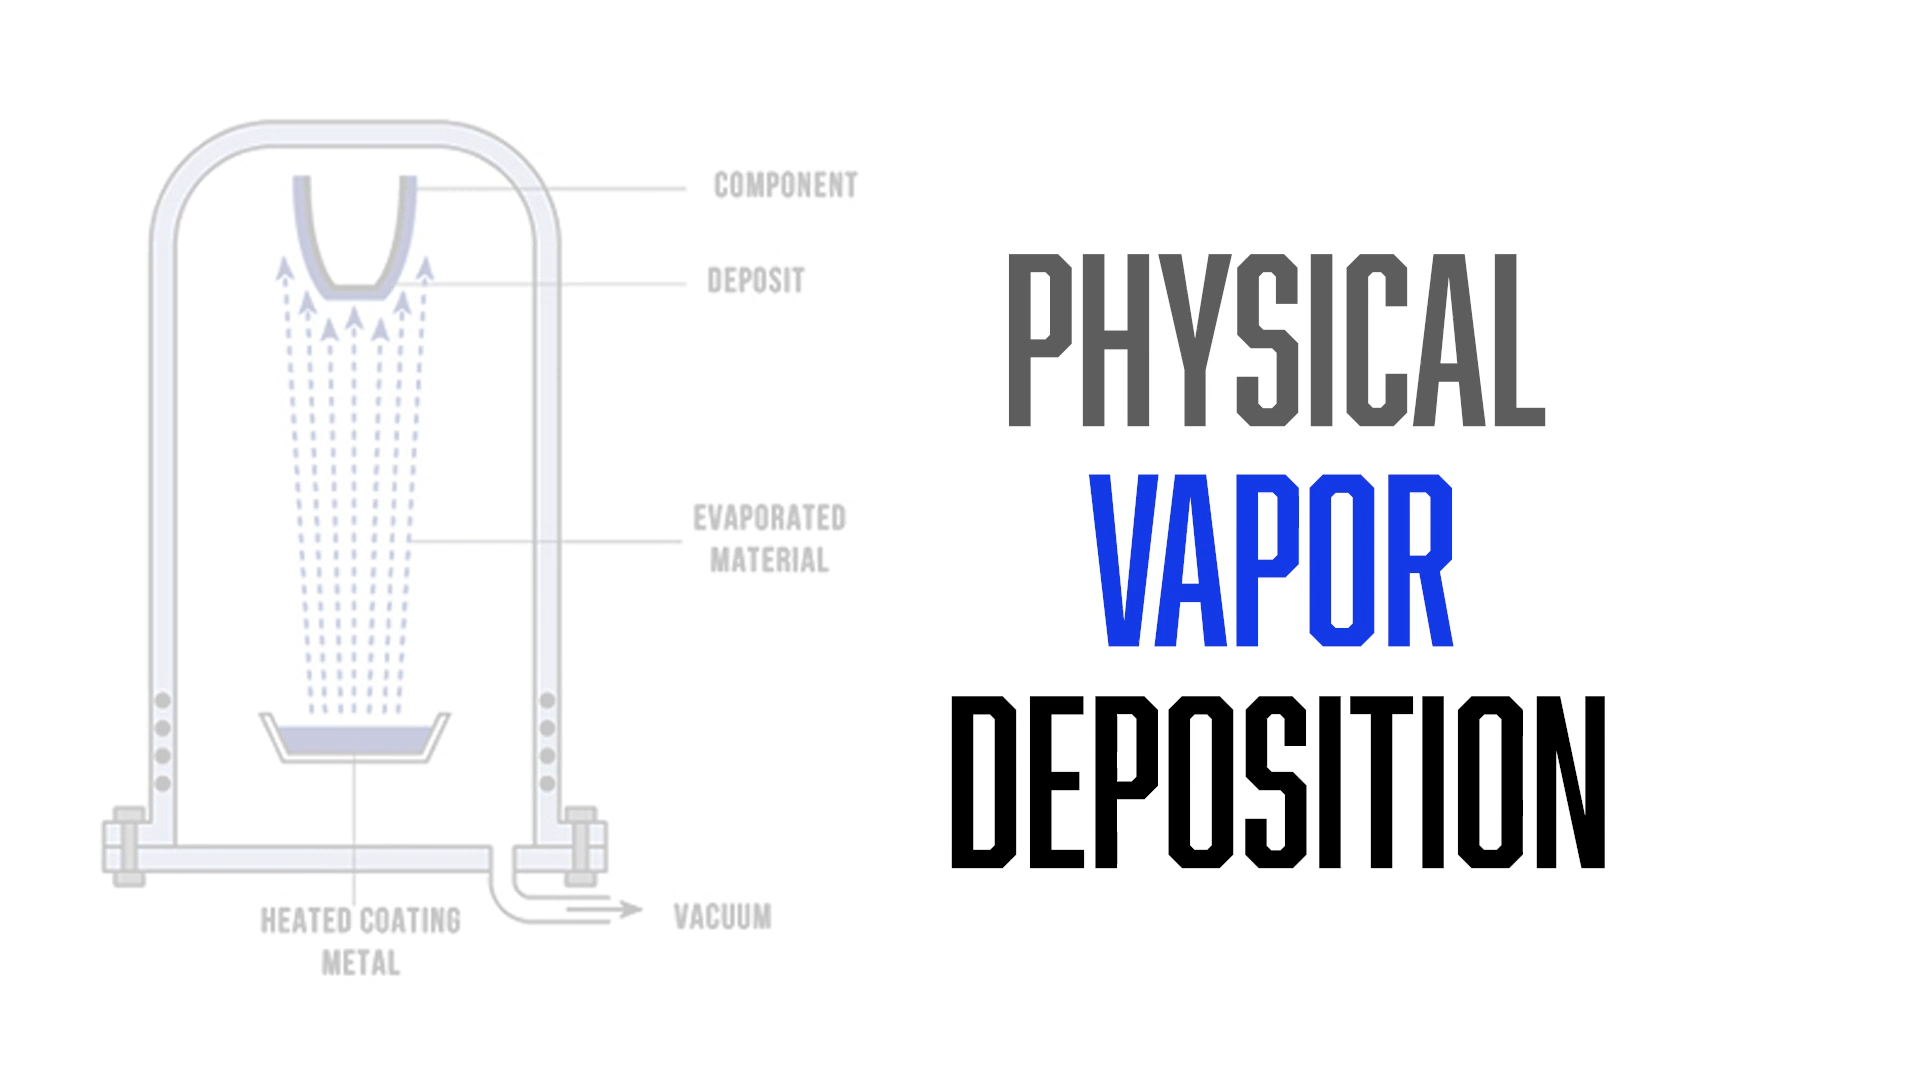 COMPONENT
DEPOSIT
EVAPORATED
MATERIAL
HEATED COATING
METAL
VACUUM
PHYSICAL
VAPOR
DEPOSITION